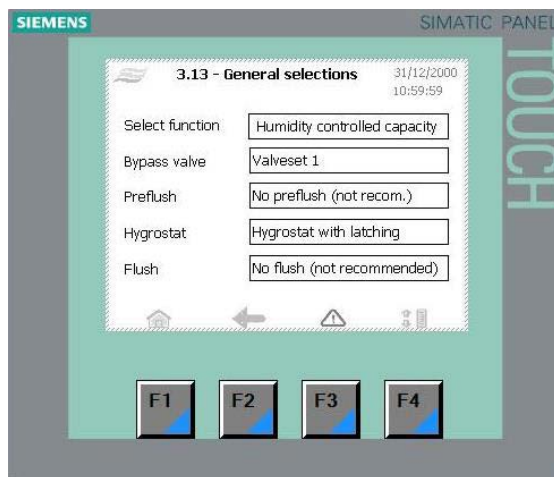 SIEMENS
SIMATIC PANEL
TOUCH
3.13 - General selections
31/12/2000
10:59:59
Select function Humidity controlled capacity
Bypass valve Valveset 1
Preflush No preflush (not recom.)
Hygrostat Hygrostat with latching
Flush No flush (not recommended)
F1 F2 F3 F4